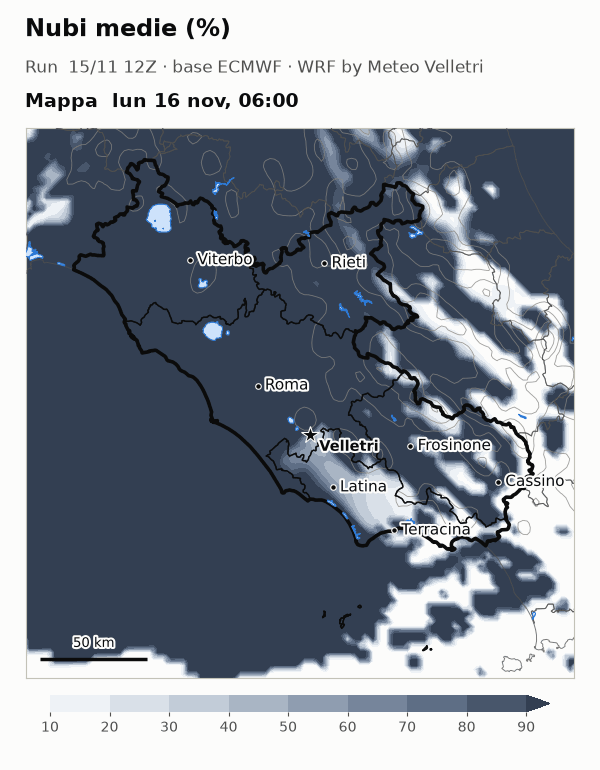 Nubi medie (%)
Run  15/11 12Z · base ECMWF · WRF by Meteo Velletri
Mappa  lun 16 nov, 06:00
Viterbo
Rieti
Roma
Velletri
Frosinone
Latina
Cassino
Terracina
50 km
10 20 30 40 50 60 70 80 90